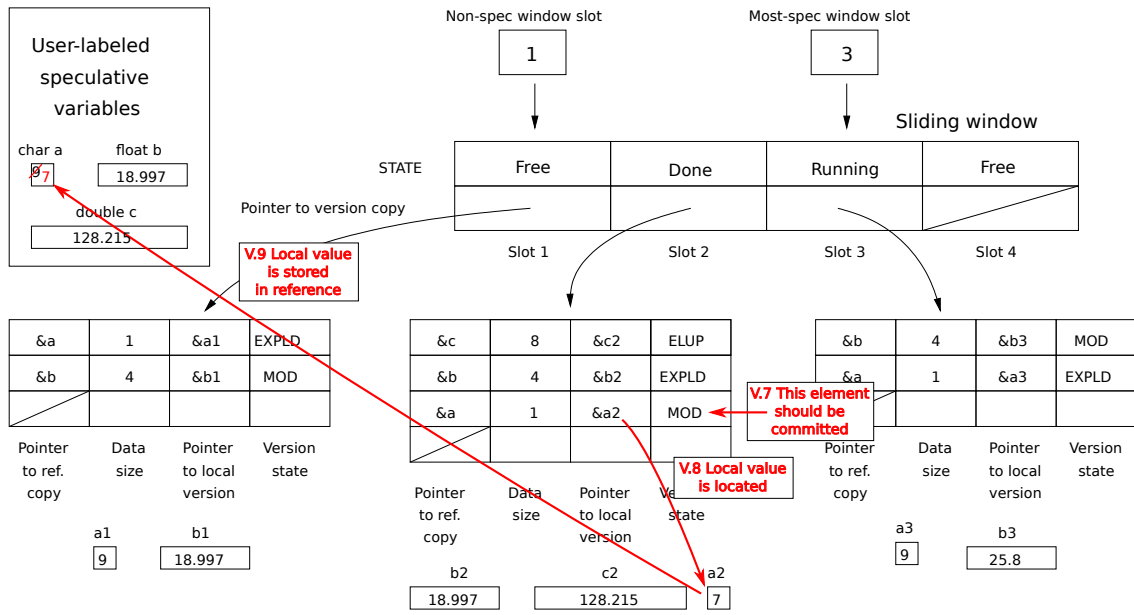 User-labeled
speculative
variables
char a
float b
9 7
18.997
double c
128.215
Non-spec window slot
Most-spec window slot
1
3
Sliding window
STATE
Free
Done
Running
Free
Pointer to version copy
Slot 1
Slot 2
Slot 3
Slot 4
V.9 Local value
is stored
in reference
&a 1 &a1 EXPLD
&b 4 &b1 MOD
Pointer
to ref.
copy
Data
size
Pointer
to local
version
Version
state
a1
9
b1
18.997
&c 8 &c2 ELUP
&b 4 &b2 EXPLD
&a 1 &a2 MOD
V.7 This element
should be
committed
V.8 Local value
is located
Pointer
to ref.
copy
Data
size
Pointer
to local
version
state
b2
18.997
c2
128.215
a2
7
&b 4 &b3 MOD
&a 1 &a3 EXPLD
Pointer
to ref.
copy
Data
size
Pointer
to local
version
Version
state
a3
9
b3
25.8